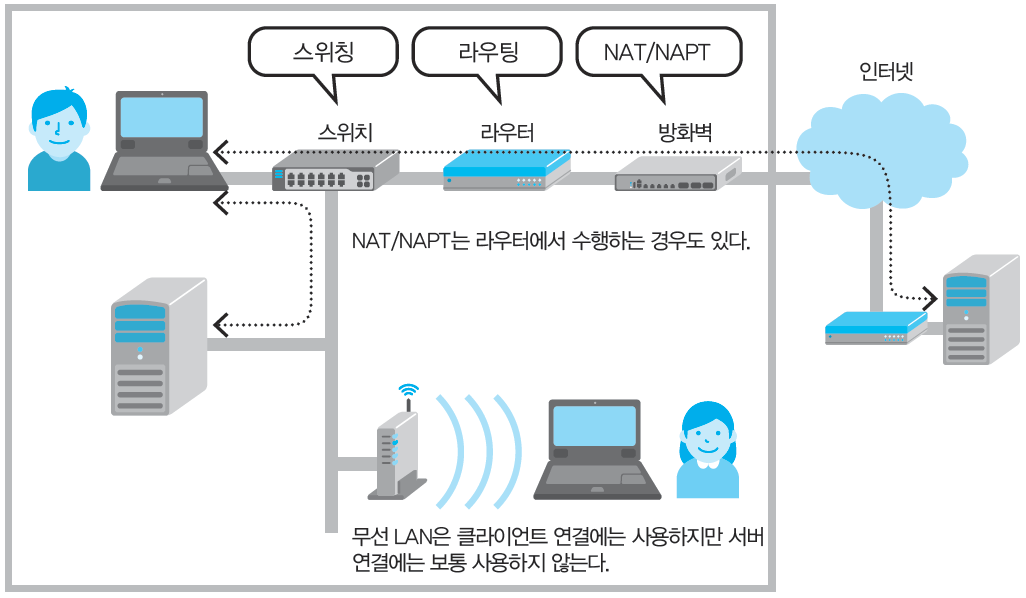 스위칭
라우팅
NAT/NAPT
인터넷
스위치
라우터
방화벽
NAT/NAPT는 라우터에서 수행하는 경우도 있다.
무선 LAN은 클라이언트 연결에는 사용하지만 서버
연결에는 보통 사용하지 않는다.